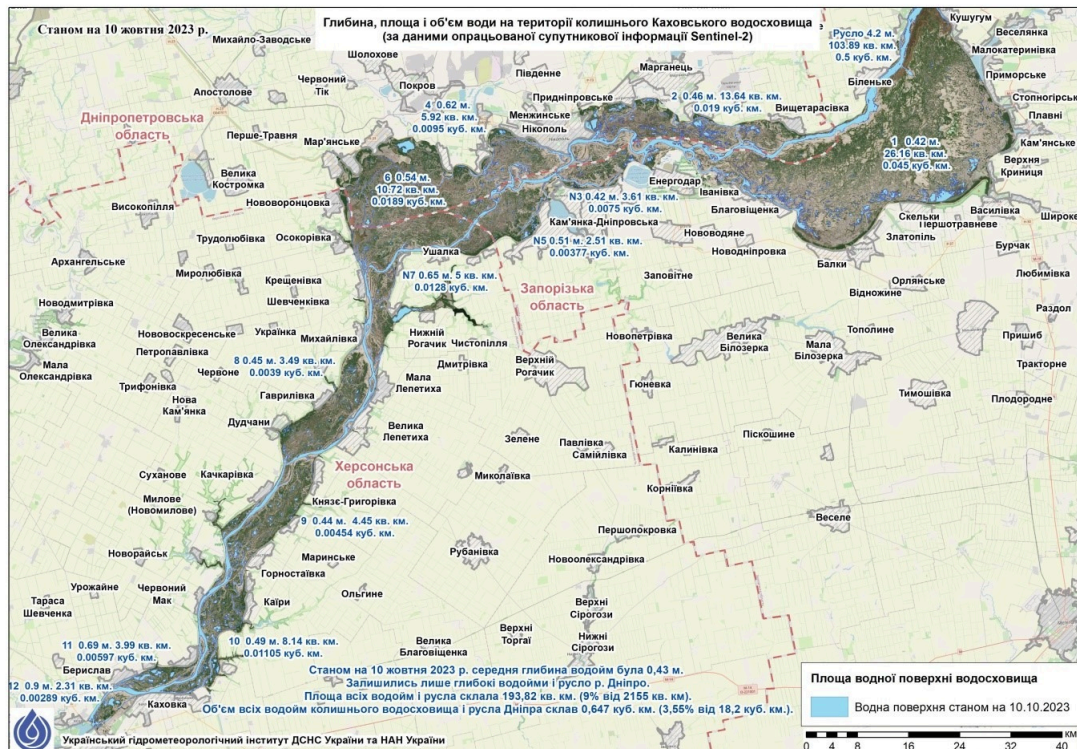 Станом на 10 жовтня 2023 р.
Глибина, площа і об'єм води на території колишнього Каховського водосховища
(за даними опрацьованої супутникової інформації Sentinel-2)
Кушугум
Михайло-Заводське
Шолохове
Русло 4.2 м.
103.89 кв. км.
0.5 куб. км.
Веселянка
Малокатеринівка
Червоний
Тік
Покров
Південне
Марганець
Біленьке
Приморське
Апостолове
4 0.62 м.
5.92 кв. км.
0.0095 куб. км.
Придніпровське
2 0.46 м. 13.64 кв. км.
0.019 куб. км.
Вищетарасівка
Стопногірськ
Плавні
Дніпропетровська
область
Менжинське
Нікополь
Перше-Травня
Мар'янське
1 0.42 м.
26.16 кв. км.
0.045 куб. км.
Кам'янське
Верхня
Криниця
Велика
Костромка
6 0.54 м.
10.72 кв. км.
0.0189 куб. км.
Енергодар
Іванівка
Нововоронцовка
N3 0.42 м. 3.61 кв. км.
0.0075 куб. км.
Благовіщенка
Високопілля
Кам'янка-Дніпровська
Скельки
Василівка
Широке
Першотравневе
Трудолюбівка
Осокорівка
N5 0.51 м. 2.51 кв. км.
0.00377 куб. км.
Нововодяне
Новодніпровка
Златопіль
Бурчак
Ушалка
Архангельське
Миролюбівка
Балки
Крещенівка
N7 0.65 м. 5 кв. км.
0.0128 куб. км.
Заповітне
Орлянське
Любимівка
Шевченківка
Запорізька
область
Відножине
Новодмитрівка
Раздол
Велика
Олександрівка
Нововоскресенське
Українка
Михайлівка
Нижній
Рогачик
Чистопілля
Новопетрівка
Велика
Білозерка
Тополине
Пришиб
Петропавлівка
8 0.45 м. 3.49 кв. км.
0.0039 куб. км.
Мала
Білозерка
Мала
Олександрівка
Червоне
Дмитрівка
Верхній
Рогачик
Тракторне
Трифонівка
Мала
Лепетиха
Гюневка
Нова
Кам'янка
Гаврилівка
Тимошівка
Плодородне
Дудчани
Велика
Лепетиха
Зелене
Павлівка
Самійлівка
Піскошине
Калинівка
Херсонська
область
Суханове
Качкарівка
Миколаївка
Милове
(Новомилове)
Князє-Григорівка
Корніївка
9 0.44 м. 4.45 кв. км.
0.00454 куб. км.
Веселе
Першопокровка
Новорайськ
Маринське
Рубанівка
Новоолександрівка
Горностаївка
Урожайне
Червоний
Мак
Ольгине
Тараса
Шевченка
Каїри
Верхні
Сірогози
11 0.69 м. 3.99 кв. км.
0.00597 куб. км.
10 0.49 м. 8.14 кв. км.
0.01105 куб. км.
Велика
Благовіщенка
Верхні
Торгаї
Нижні
Сірогози
Берислав
12 0.9 м. 2.31 кв. км.
0.00289 куб. км.
Каховка
Станом на 10 жовтня 2023 р. середня глибина водойм була 0,43 м.
Залишились лише глибокі водойми і русло р. Дніпро.
Площа всіх водойм і русла склала 193,82 кв. км. (9% від 2155 кв. км).
Об'єм всіх водойм колишнього водосховища і русла Дніпра склав 0,647 куб. км. (3,55% від 18,2 куб. км.).
Площа водної поверхні водосховища
Водна поверхня станом на 10.10.2023
Український гідрометеорологічний інститут ДСНС України та НАН України
км
0 4 8 16 24 32 40